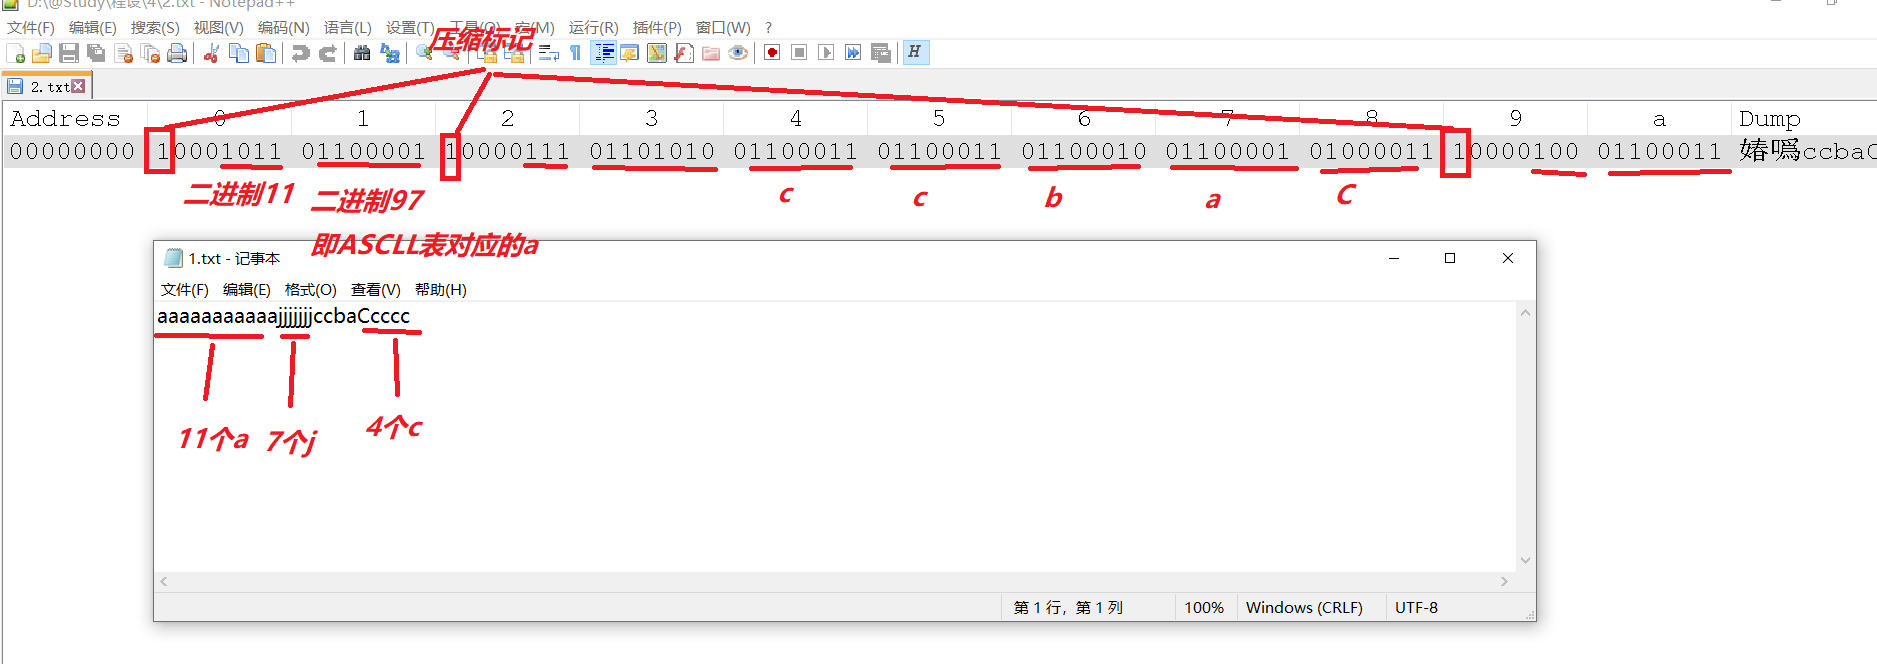 D:\@Study\程设\4\2.txt - Notepad++
文件(F) 编辑(E) 搜索(S) 视图(V) 编码(N) 语言(L) 设置(T) 工具(O) 宏(M) 运行(R) 插件(P) 窗口(W) ?
压缩标记
2.txt
Address 0 1 2 3 4 5 6 7 8 9 a Dump
00000000 10001011 01100001 10000111 01101010 01100011 01100011 01100010 01100001 01000011 10000100 01100011 媋噅ccbaC
二进制11 二进制97 c c b a C
即ASCLL表对应的a
1.txt - 记事本
文件(F) 编辑(E) 格式(O) 查看(V) 帮助(H)
aaaaaaaaaaajjjjjjjccbaCcccc
11个a 7个j 4个c
第 1 行，第 1 列 100% Windows (CRLF) UTF-8